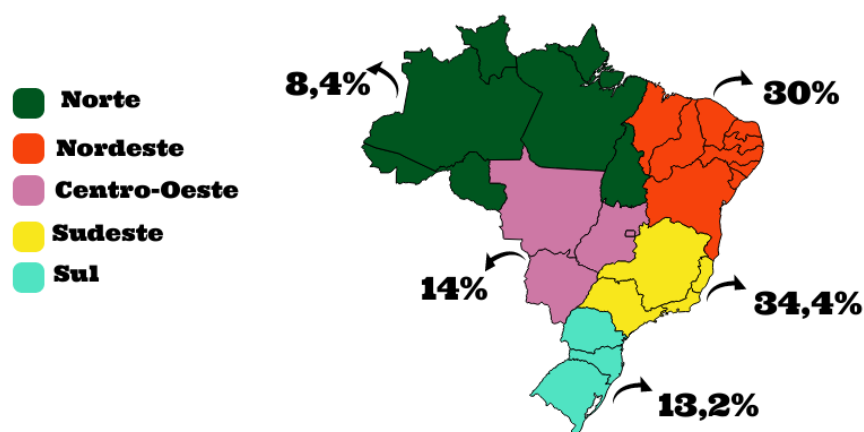 Norte
Nordeste
Centro-Oeste
Sudeste
Sul
8,4%
30%
14%
34,4%
13,2%